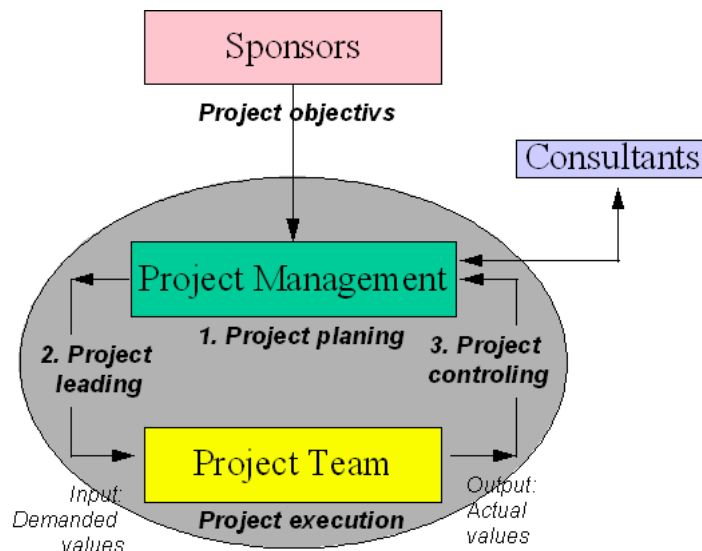 Sponsors
Project objectivs
Consultants
Project Management
1. Project planing
2. Project
leading
3. Project
controling
Project Team
Project execution
Input:
Demanded
values
Output:
Actual
values